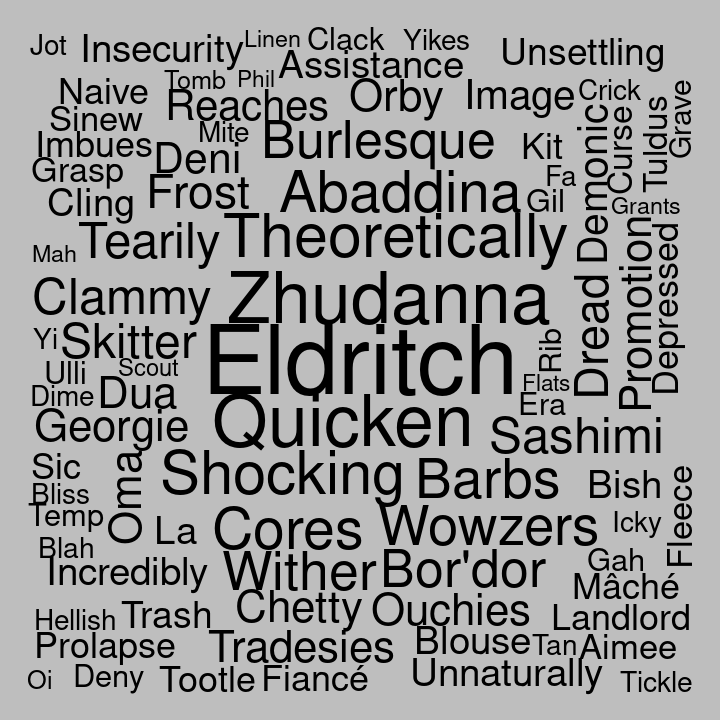 Jot
Insecurity
Linen
Clack
Yikes
Unsettling
Assistance
Tomb
Phil
Naive
Reaches
Orby
Image
Crick
Sinew
Mite
Burlesque
Kit
Demonic
Curse
Tuldus
Grave
Imbues
Deni
Grasp
Frost
Abaddina
Fa
Gil
Grants
Cling
Tearily
Theoretically
Mah
Clammy
Zhudanna
Dread
Promotion
Depressed
Yi
Skitter
Eldritch
Rib
Ulli
Scout
Flats
Dime
Dua
Era
Georgie
Quicken
Sashimi
Sic
Oma
Shocking
Barbs
Bish
Fleece
Bliss
Temp
La
Cores
Wowzers
Icky
Blah
Incredibly
Wither
Bor'dor
Gah
Mâché
Hellish
Trash
Chetty
Ouchies
Landlord
Prolapse
Tradesies
Blouse
Tan
Aimee
Oi
Deny
Tootle
Fiancé
Unnaturally
Tickle